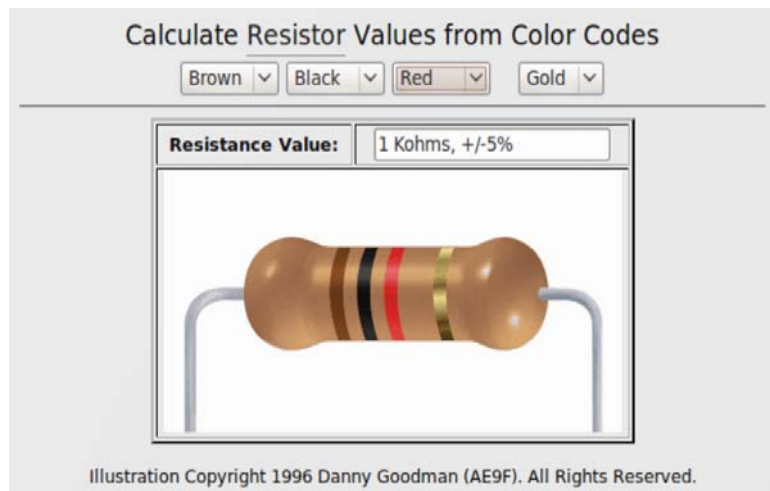 Calculate Resistor Values from Color Codes
Brown Black Red Gold
Resistance Value: 1 Kohms, +/-5%
Illustration Copyright 1996 Danny Goodman (AE9F). All Rights Reserved.